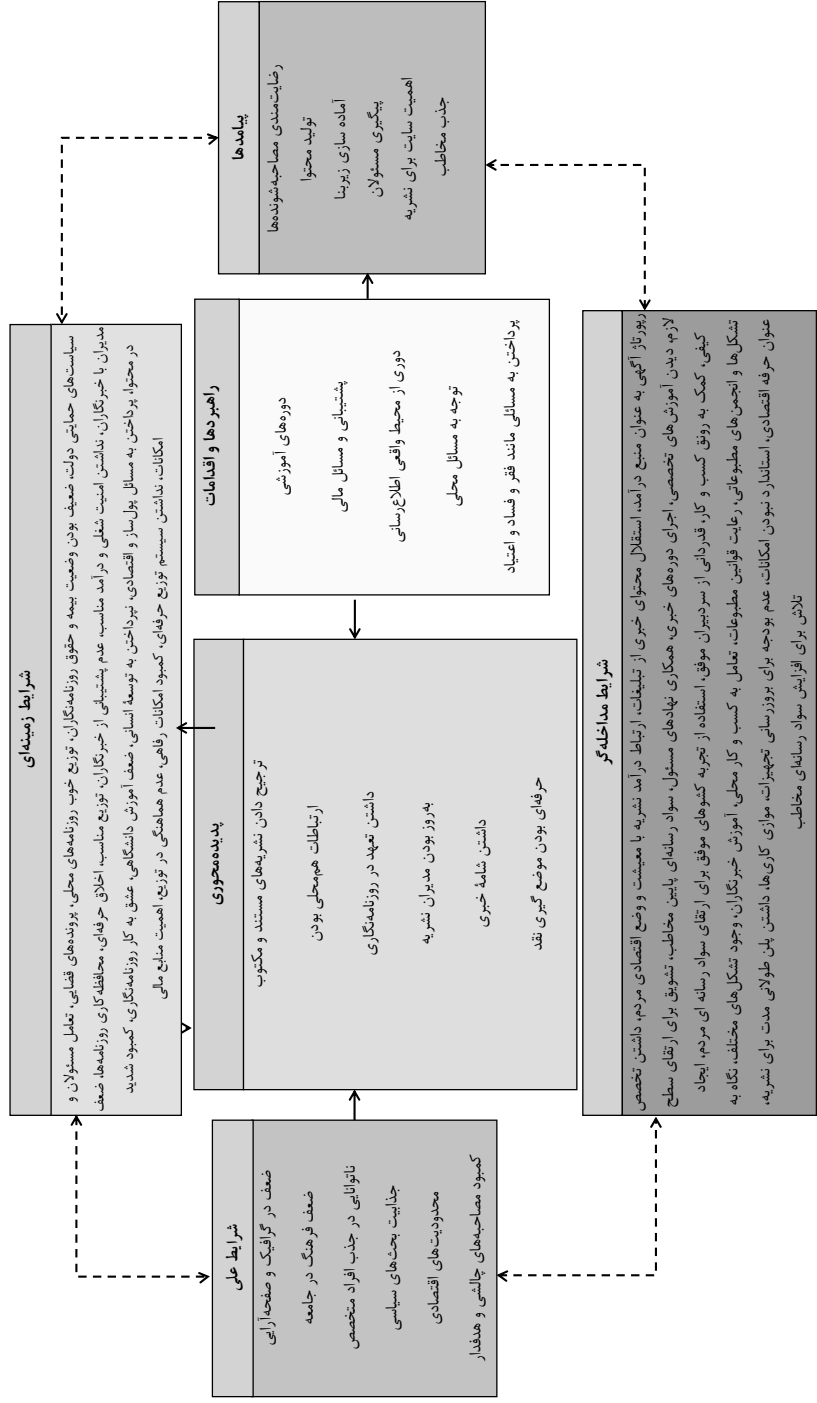 شرایط زمینه‌ای
سیاست‌های حمایتی دولت، ضعیف بودن وضعیت بیمه و حقوق روزنامه‌نگاران، توزیع خوب روزنامه‌های محلی، پرونده‌های قضایی، تعامل مسئولان و
مدیران با خبرنگاران، نداشتن امنیت شغلی و درآمد مناسب، عدم پشتیبانی از خبرنگاران، توزیع مناسب، اخلاق حرفه‌ای، محافظه‌کاری روزنامه‌ها، ضعف
در محتوا، پرداختن به مسائل پول‌ساز و اقتصادی، نپرداختن به توسعهٔ انسانی، ضعف آموزش دانشگاهی، عشق به کار روزنامه‌نگاری، کمبود شدید
امکانات، نداشتن سیستم توزیع حرفه‌ای، کمبود امکانات رفاهی، عدم هماهنگی در توزیع، اهمیت منابع مالی
شرایط علی
ضعف در گرافیک و صفحه‌آرایی
ضعف فرهنگ در جامعه
ناتوانایی در جذب افراد متخصص
جذابیت بحث‌های سیاسی
محدودیت‌های اقتصادی
کمبود مصاحبه‌های چالشی و هدفدار
پدیده‌محوری
ترجیح دادن نشریه‌های مستند و مکتوب
ارتباطات هم‌محلی بودن
داشتن تعهد در روزنامه‌نگاری
به‌روز بودن مدیران نشریه
داشتن شامهٔ خبری
حرفه‌ای بودن موضع گیری نقد
راهبردها و اقدامات
دوره‌های آموزشی
پشتیبانی و مسائل مالی
دوری از محیط واقعی اطلاع‌رسانی
توجه به مسائل محلی
پرداختن به مسائلی مانند فقر و فساد و اعتیاد
پیامدها
رضایت‌مندی مصاحبه‌شونده‌ها
تولید محتوا
آماده سازی زیربنا
پیگیری مسئولان
اهمیت سایت برای نشریه
جذب مخاطب
شرایط مداخله‌گر
رپورتاژ آگهی به عنوان منبع درآمد، استقلال محتوای خبری از تبلیغات، ارتباط درآمد نشریه با معیشت و وضع اقتصادی مردم، داشتن تخصص
لازم، دیدن آموزش‌های تخصصی، اجرای دوره‌های خبری، همکاری نهادهای مسئول، سواد رسانه‌ای پایین مخاطب، تشویق برای ارتقای سطح
کیفی، کمک به رونق کسب و کار، قدردانی از سردبیران موفق، استفاده از تجربه کشوهای موفق برای ارتقای سواد رسانه ای مردم، ایجاد
تشکل‌ها و انجمن‌های مطبوعاتی، رعایت قوانین مطبوعات، تعامل به کسب و کار محلی، آموزش خبرنگاران، وجود تشکل‌های مختلف، نگاه به
عنوان حرفه اقتصادی، استاندارد نبودن امکانات، عدم بودجه برای بروزرسانی تجهیزات، موازی کاری‌ها، داشتن پلن طولانی مدت برای نشریه،
تلاش برای افزایش سواد رسانه‌ای مخاطب